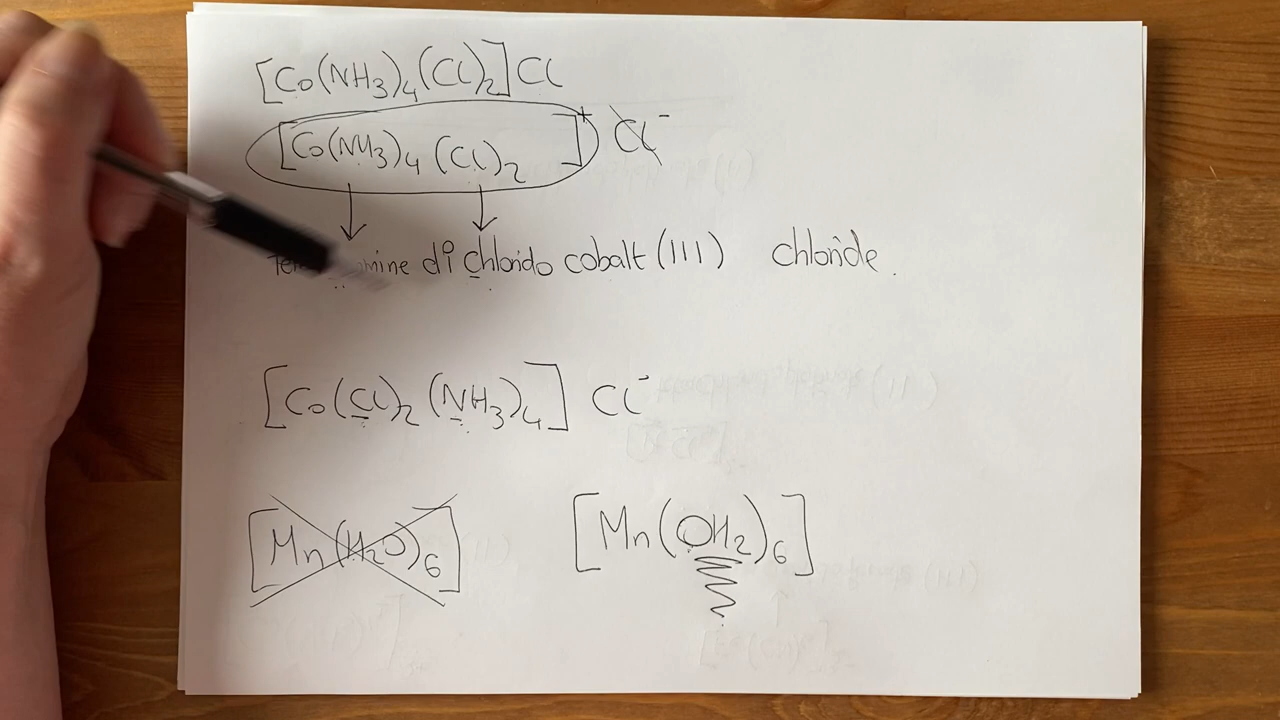 [Co(NH3)4(Cl)2]Cl
[Co(NH3)4(Cl)2]+ Cl-
dichlorido cobalt (III) chloride.
[Co(Cl)2(NH3)4] Cl-
[Mn(H2O)6] [Mn(OH2)6]